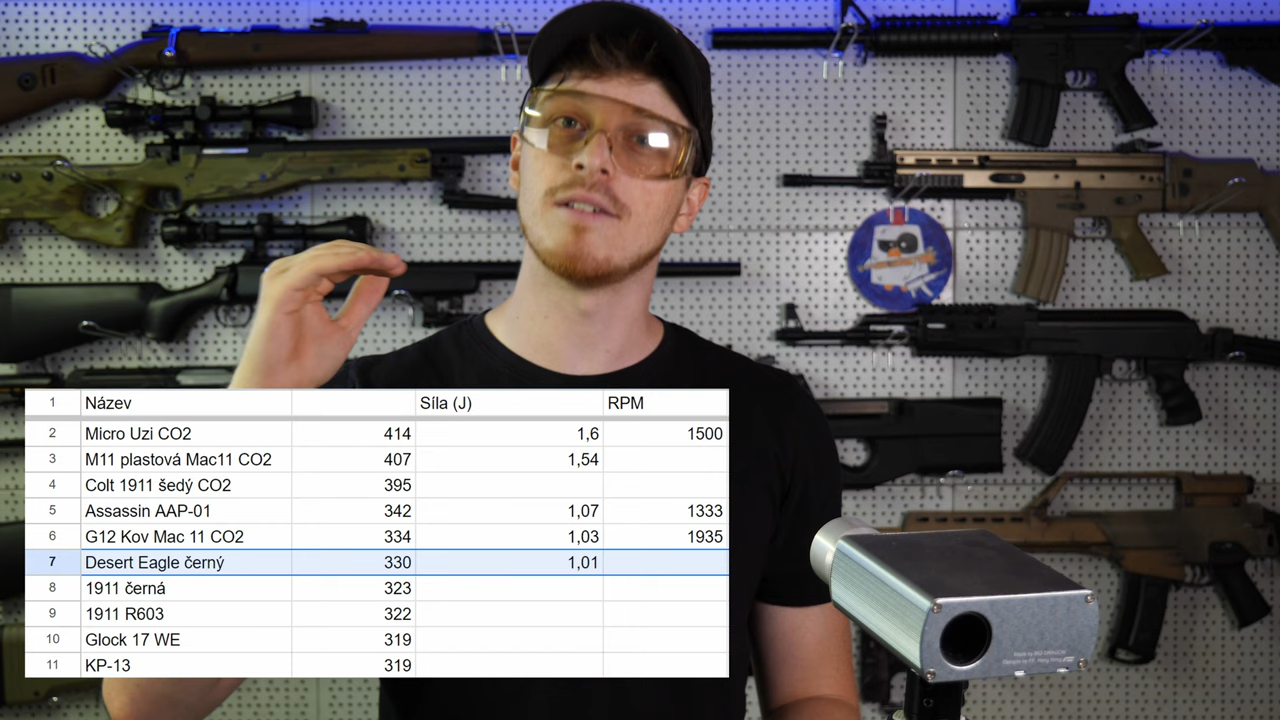 1 Název Síla (J) RPM
2 Micro Uzi CO2 414 1,6 1500
3 M11 plastová Mac11 CO2 407 1,54
4 Colt 1911 šedý CO2 395
5 Assassin AAP-01 342 1,07 1333
6 G12 Kov Mac 11 CO2 334 1,03 1935
7 Desert Eagle černý 330 1,01
8 1911 černá 323
9 1911 R603 322
10 Glock 17 WE 319
11 KP-13 319